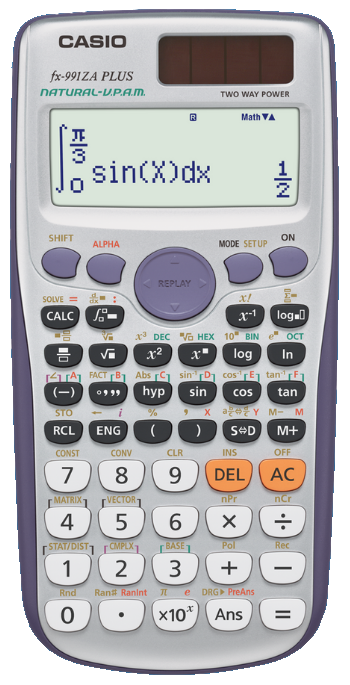 CASIO
fx-991ZA PLUS
NATURAL-V.P.A.M.
TWO WAY POWER
R Math▼▲
∫ π/3 0 sin(X)dx 1/2
SHIFT ALPHA MODE SETUP ON
REPLAY
SOLVE = d/dx : x!
CALC ∫ x⁻¹ log
x³ DEC HEX 10 BIN e OCT
x² x log ln
∠ A FACT B Abs C sin⁻¹ D cos⁻¹ E tan⁻¹ F
(−) °''' hyp sin cos tan
STO ← i % , X Y M− M
RCL ENG ( ) S⇔D M+
CONST CONV CLR INS OFF
7 8 9 DEL AC
MATRIX VECTOR nPr nCr
4 5 6 × ÷
STAT/DIST CMPLX BASE Pol Rec
1 2 3 + −
Rnd Ran# RanInt π e DRG▶ PreAns
0 • ×10ˣ Ans =